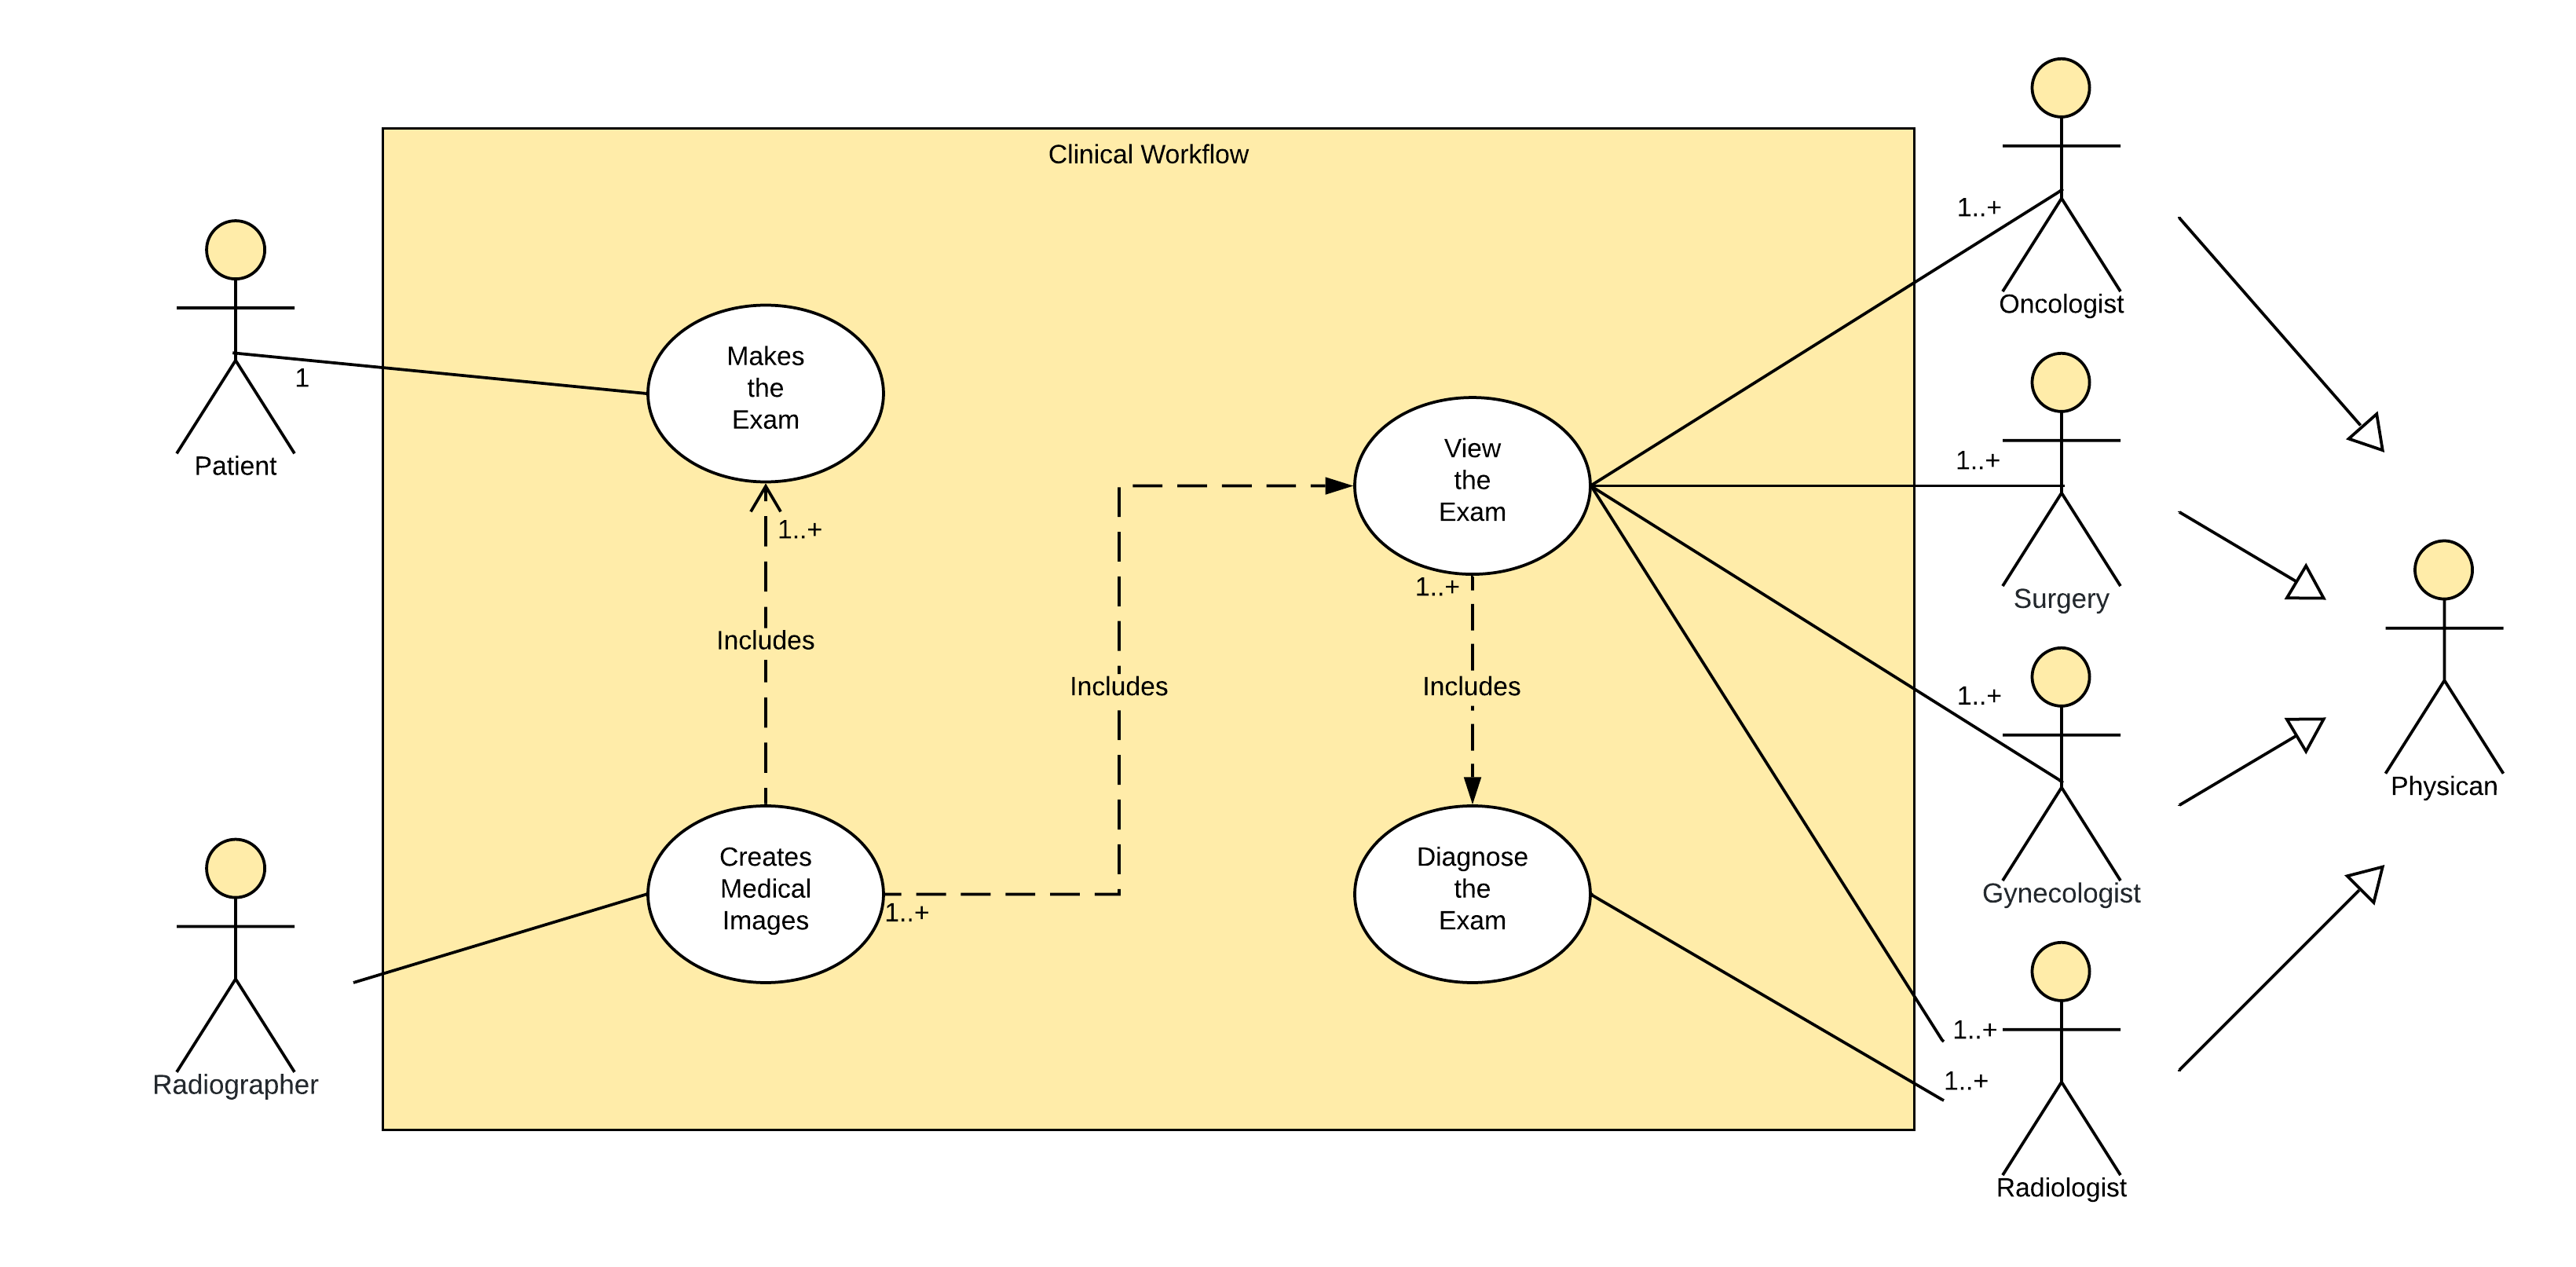 Clinical Workflow
1..+
Oncologist
Makes
the
Exam
1
Patient
View
the
Exam
1..+
Surgery
1..+
1..+
Includes
Includes
Includes
1..+
Gynecologist
Physican
Creates
Medical
Images
1..+
Diagnose
the
Exam
1..+
1..+
Radiographer
Radiologist